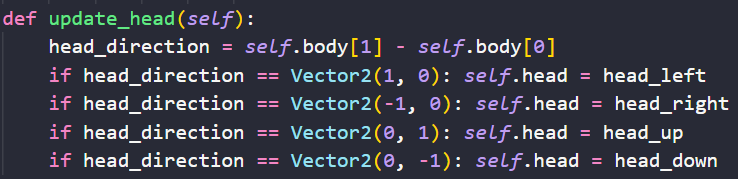 def update_head(self):
    head_direction = self.body[1] - self.body[0]
    if head_direction == Vector2(1, 0): self.head = head_left
    if head_direction == Vector2(-1, 0): self.head = head_right
    if head_direction == Vector2(0, 1): self.head = head_up
    if head_direction == Vector2(0, -1): self.head = head_down